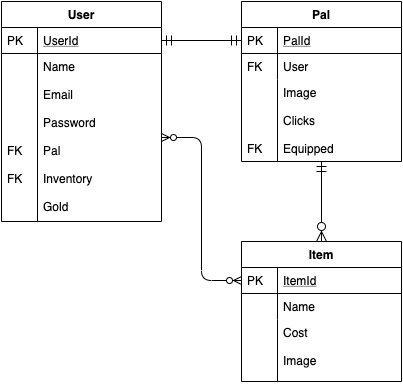 User
PK UserId
Name
Email
Password
FK Pal
FK Inventory
Gold
Pal
PK PalId
FK User
Image
Clicks
FK Equipped
Item
PK ItemId
Name
Cost
Image